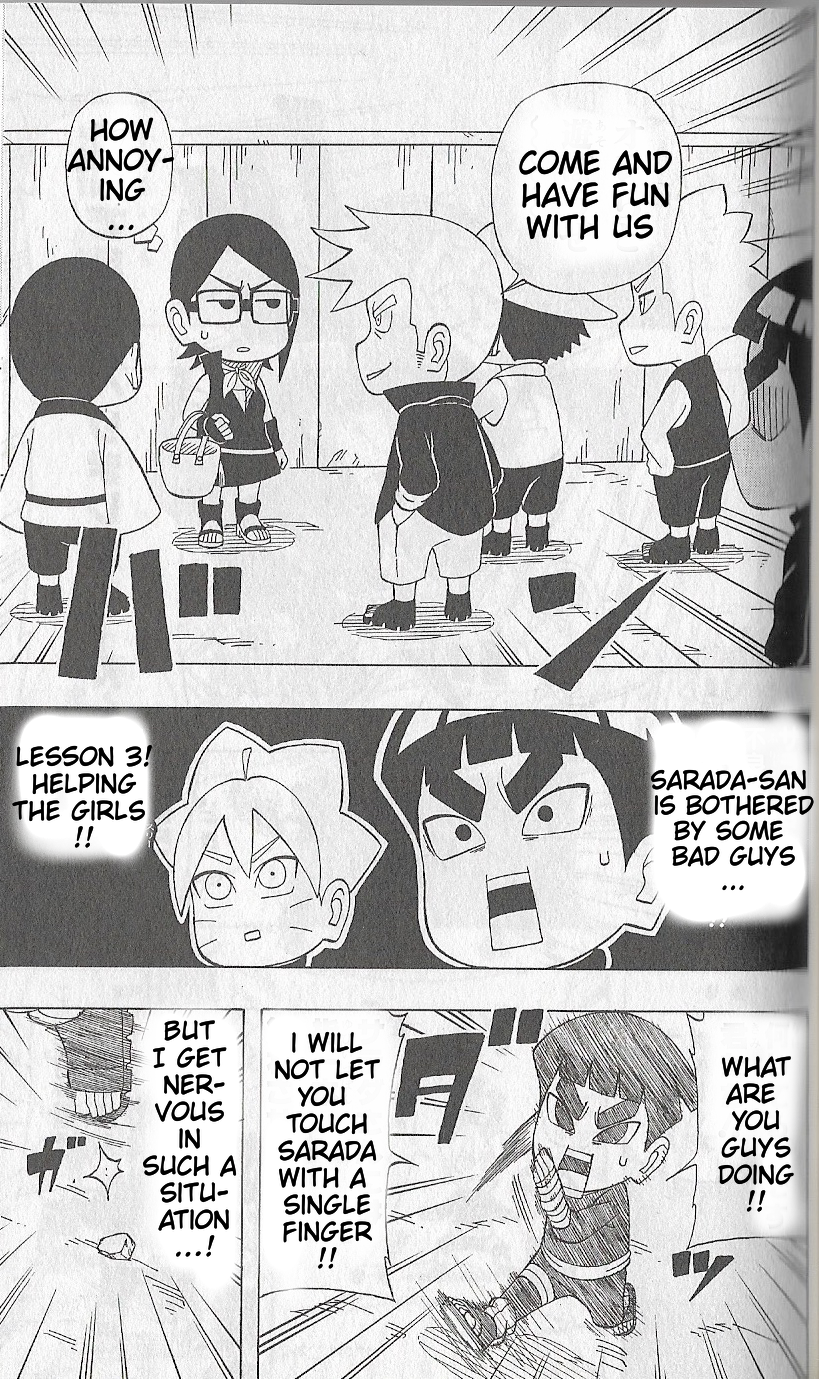 COME AND
HAVE FUN
WITH US
HOW
ANNOY-
ING
...
SARADA-SAN
IS BOTHERED
BY SOME
BAD GUYS
...
LESSON 3!
HELPING
THE GIRLS
!!
WHAT
ARE
YOU
GUYS
DOING
!!
I WILL
NOT LET
YOU
TOUCH
SARADA
WITH A
SINGLE
FINGER
!!
BUT
I GET
NER-
VOUS
IN
SUCH A
SITU-
ATION
...!
ガッ